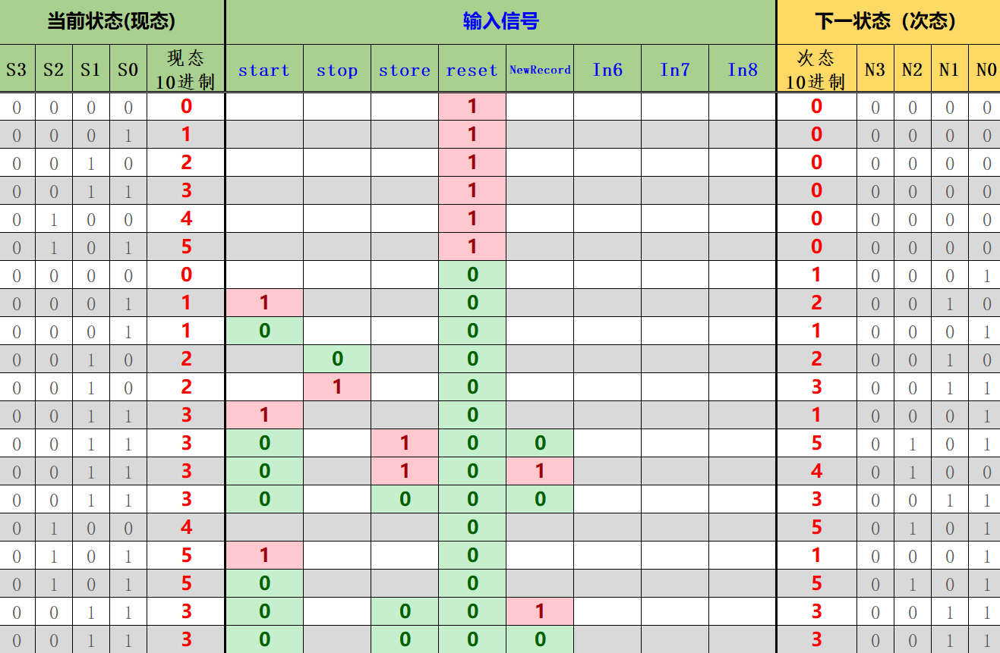 当前状态(现态) 输入信号 下一状态（次态）
S3 S2 S1 S0 现态 10进制 start stop store reset NewRecord In6 In7 In8 次态 10进制 N3 N2 N1 N0
0 0 0 0 0 1 0 0 0 0 0
0 0 0 1 1 1 0 0 0 0 0
0 0 1 0 2 1 0 0 0 0 0
0 0 1 1 3 1 0 0 0 0 0
0 1 0 0 4 1 0 0 0 0 0
0 1 0 1 5 1 0 0 0 0 0
0 0 0 0 0 0 1 0 0 0 1
0 0 0 1 1 1 0 2 0 0 1 0
0 0 0 1 1 0 0 1 0 0 0 1
0 0 1 0 2 0 0 2 0 0 1 0
0 0 1 0 2 1 0 3 0 0 1 1
0 0 1 1 3 1 0 1 0 0 0 1
0 0 1 1 3 0 1 0 0 5 0 1 0 1
0 0 1 1 3 0 1 0 1 4 0 1 0 0
0 0 1 1 3 0 0 0 0 3 0 0 1 1
0 1 0 0 4 0 5 0 1 0 1
0 1 0 1 5 1 0 1 0 0 0 1
0 1 0 1 5 0 0 5 0 1 0 1
0 0 1 1 3 0 0 0 1 3 0 0 1 1
0 0 1 1 3 0 0 0 0 3 0 0 1 1